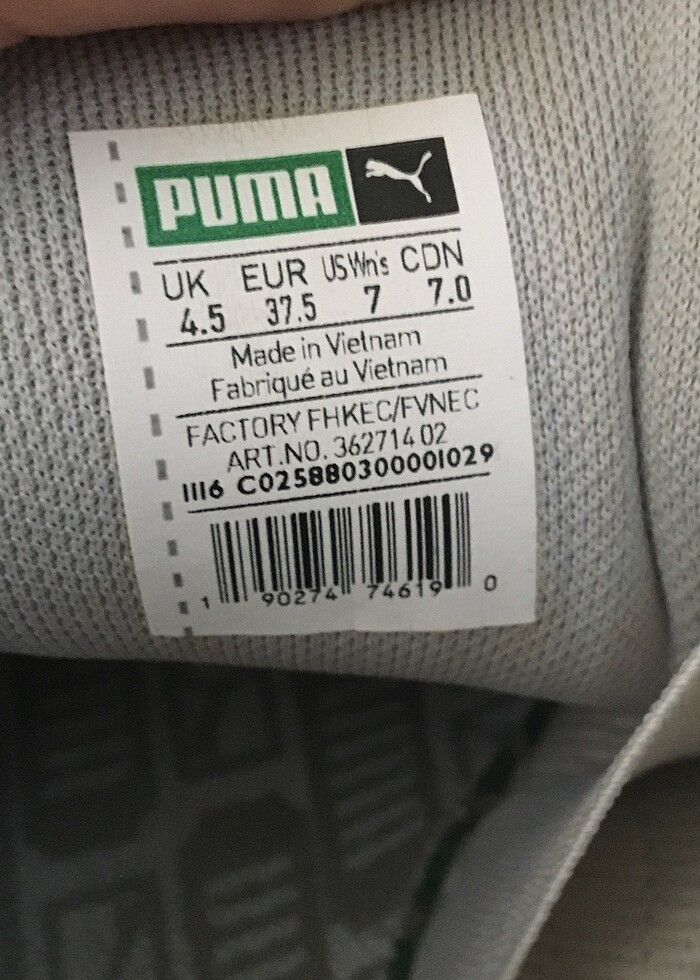 PUMA
UK EUR US Wn's CDN
4.5 37.5 7 7.0
Made in Vietnam
Fabriqué au Vietnam
FACTORY FHKEC/FVNEC
ART.NO. 362714 02
1116 C025880300001029
1 90274 74619 0